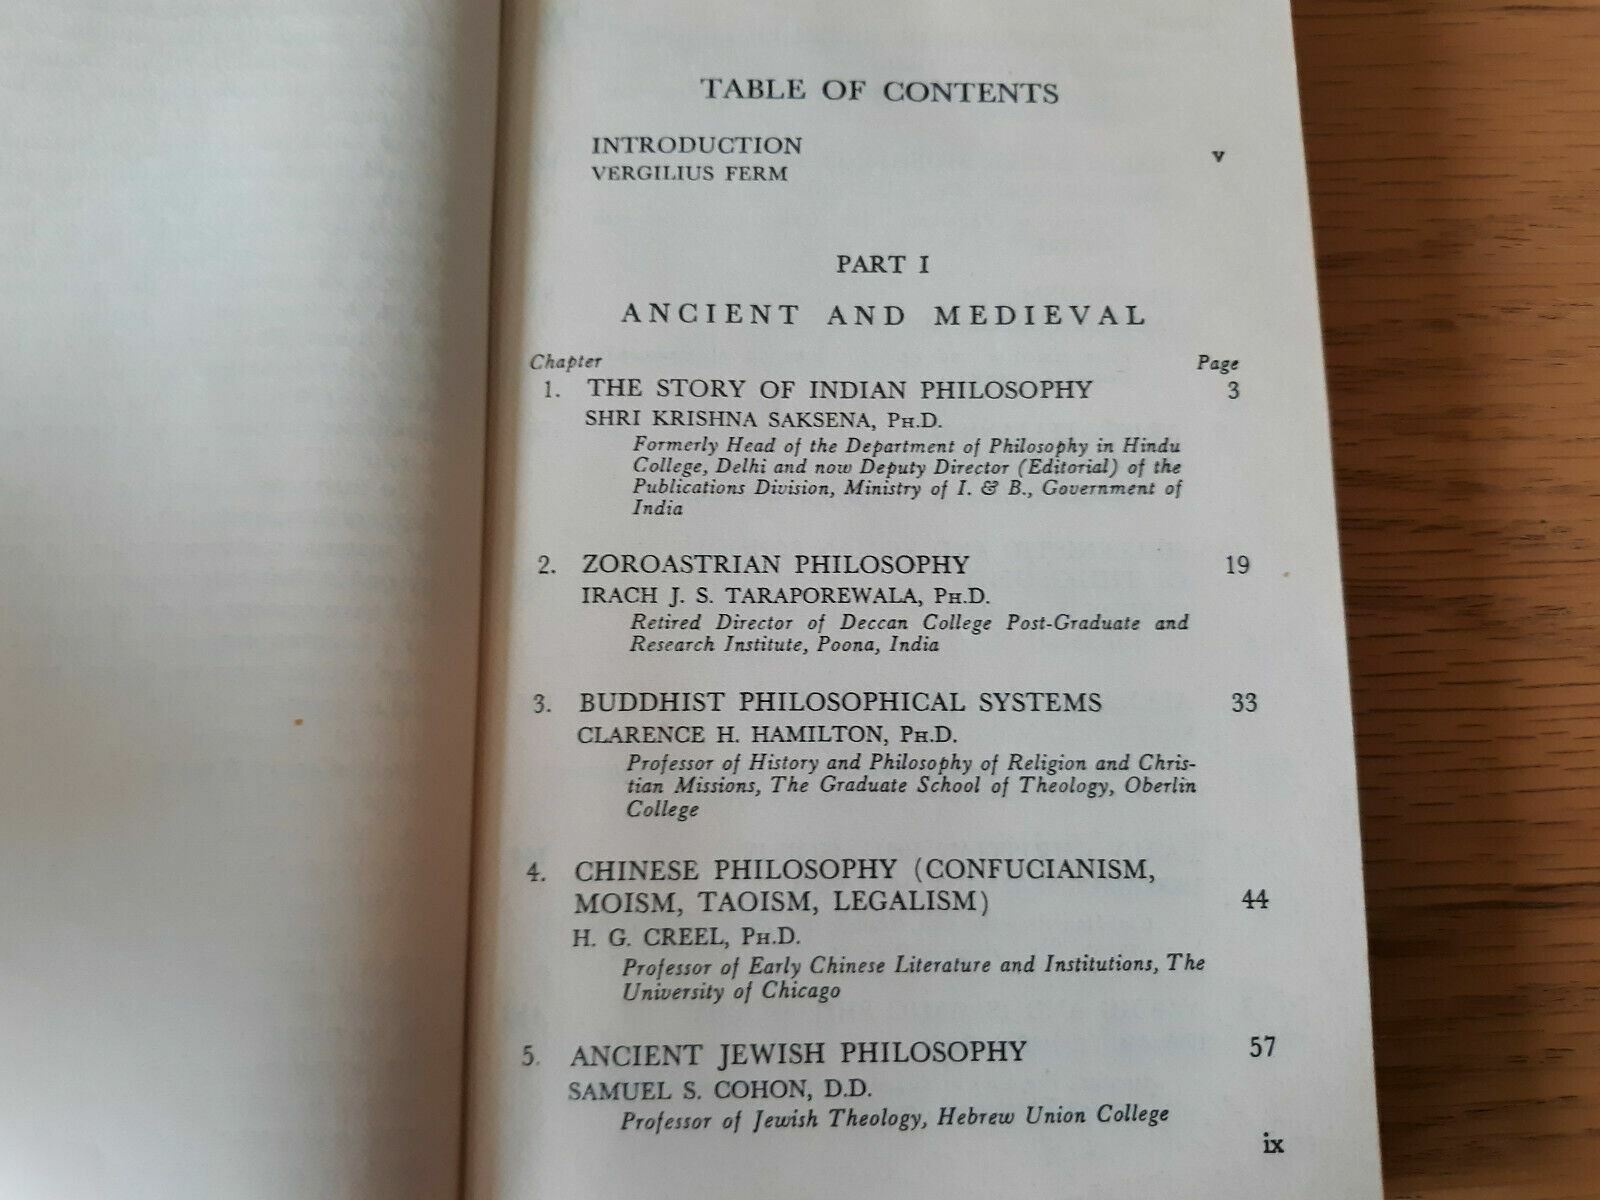 TABLE OF CONTENTS
INTRODUCTION v
VERGILIUS FERM
PART I
ANCIENT AND MEDIEVAL
Chapter Page
1. THE STORY OF INDIAN PHILOSOPHY 3
SHRI KRISHNA SAKSENA, PH.D.
Formerly Head of the Department of Philosophy in Hindu
College, Delhi and now Deputy Director (Editorial) of the
Publications Division, Ministry of I. & B., Government of
India
2. ZOROASTRIAN PHILOSOPHY 19
IRACH J. S. TARAPOREWALA, PH.D.
Retired Director of Deccan College Post-Graduate and
Research Institute, Poona, India
3. BUDDHIST PHILOSOPHICAL SYSTEMS 33
CLARENCE H. HAMILTON, PH.D.
Professor of History and Philosophy of Religion and Chris-
tian Missions, The Graduate School of Theology, Oberlin
College
4. CHINESE PHILOSOPHY (CONFUCIANISM,
MOISM, TAOISM, LEGALISM) 44
H. G. CREEL, PH.D.
Professor of Early Chinese Literature and Institutions, The
University of Chicago
5. ANCIENT JEWISH PHILOSOPHY 57
SAMUEL S. COHON, D.D.
Professor of Jewish Theology, Hebrew Union College
ix